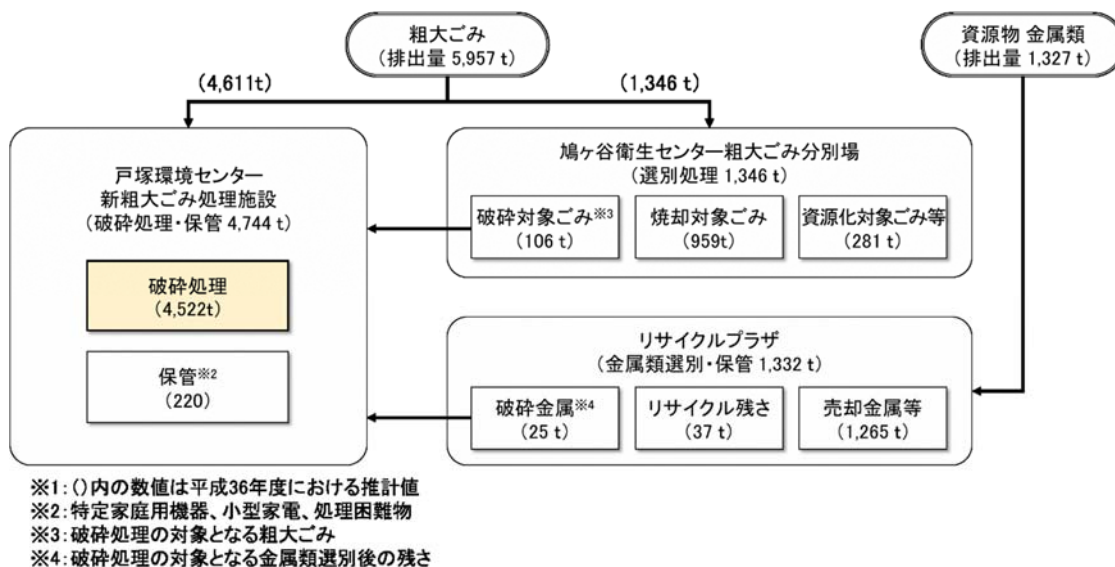 粗大ごみ
（排出量 5,957 t）
資源物 金属類
（排出量 1,327 t）
（4,611t）
（1,346 t）
戸塚環境センター
新粗大ごみ処理施設
（破砕処理・保管 4,744 t）
破砕処理
（4,522t）
保管※2
（220）
鳩ヶ谷衛生センター粗大ごみ分別場
（選別処理 1,346 t）
破砕対象ごみ※3
（106 t）
焼却対象ごみ
（959t）
資源化対象ごみ等
（281 t）
リサイクルプラザ
（金属類選別・保管 1,332 t）
破砕金属※4
（25 t）
リサイクル残さ
（37 t）
売却金属等
（1,265 t）
※1：（）内の数値は平成36年度における推計値
※2：特定家庭用機器、小型家電、処理困難物
※3：破砕処理の対象となる粗大ごみ
※4：破砕処理の対象となる金属類選別後の残さ